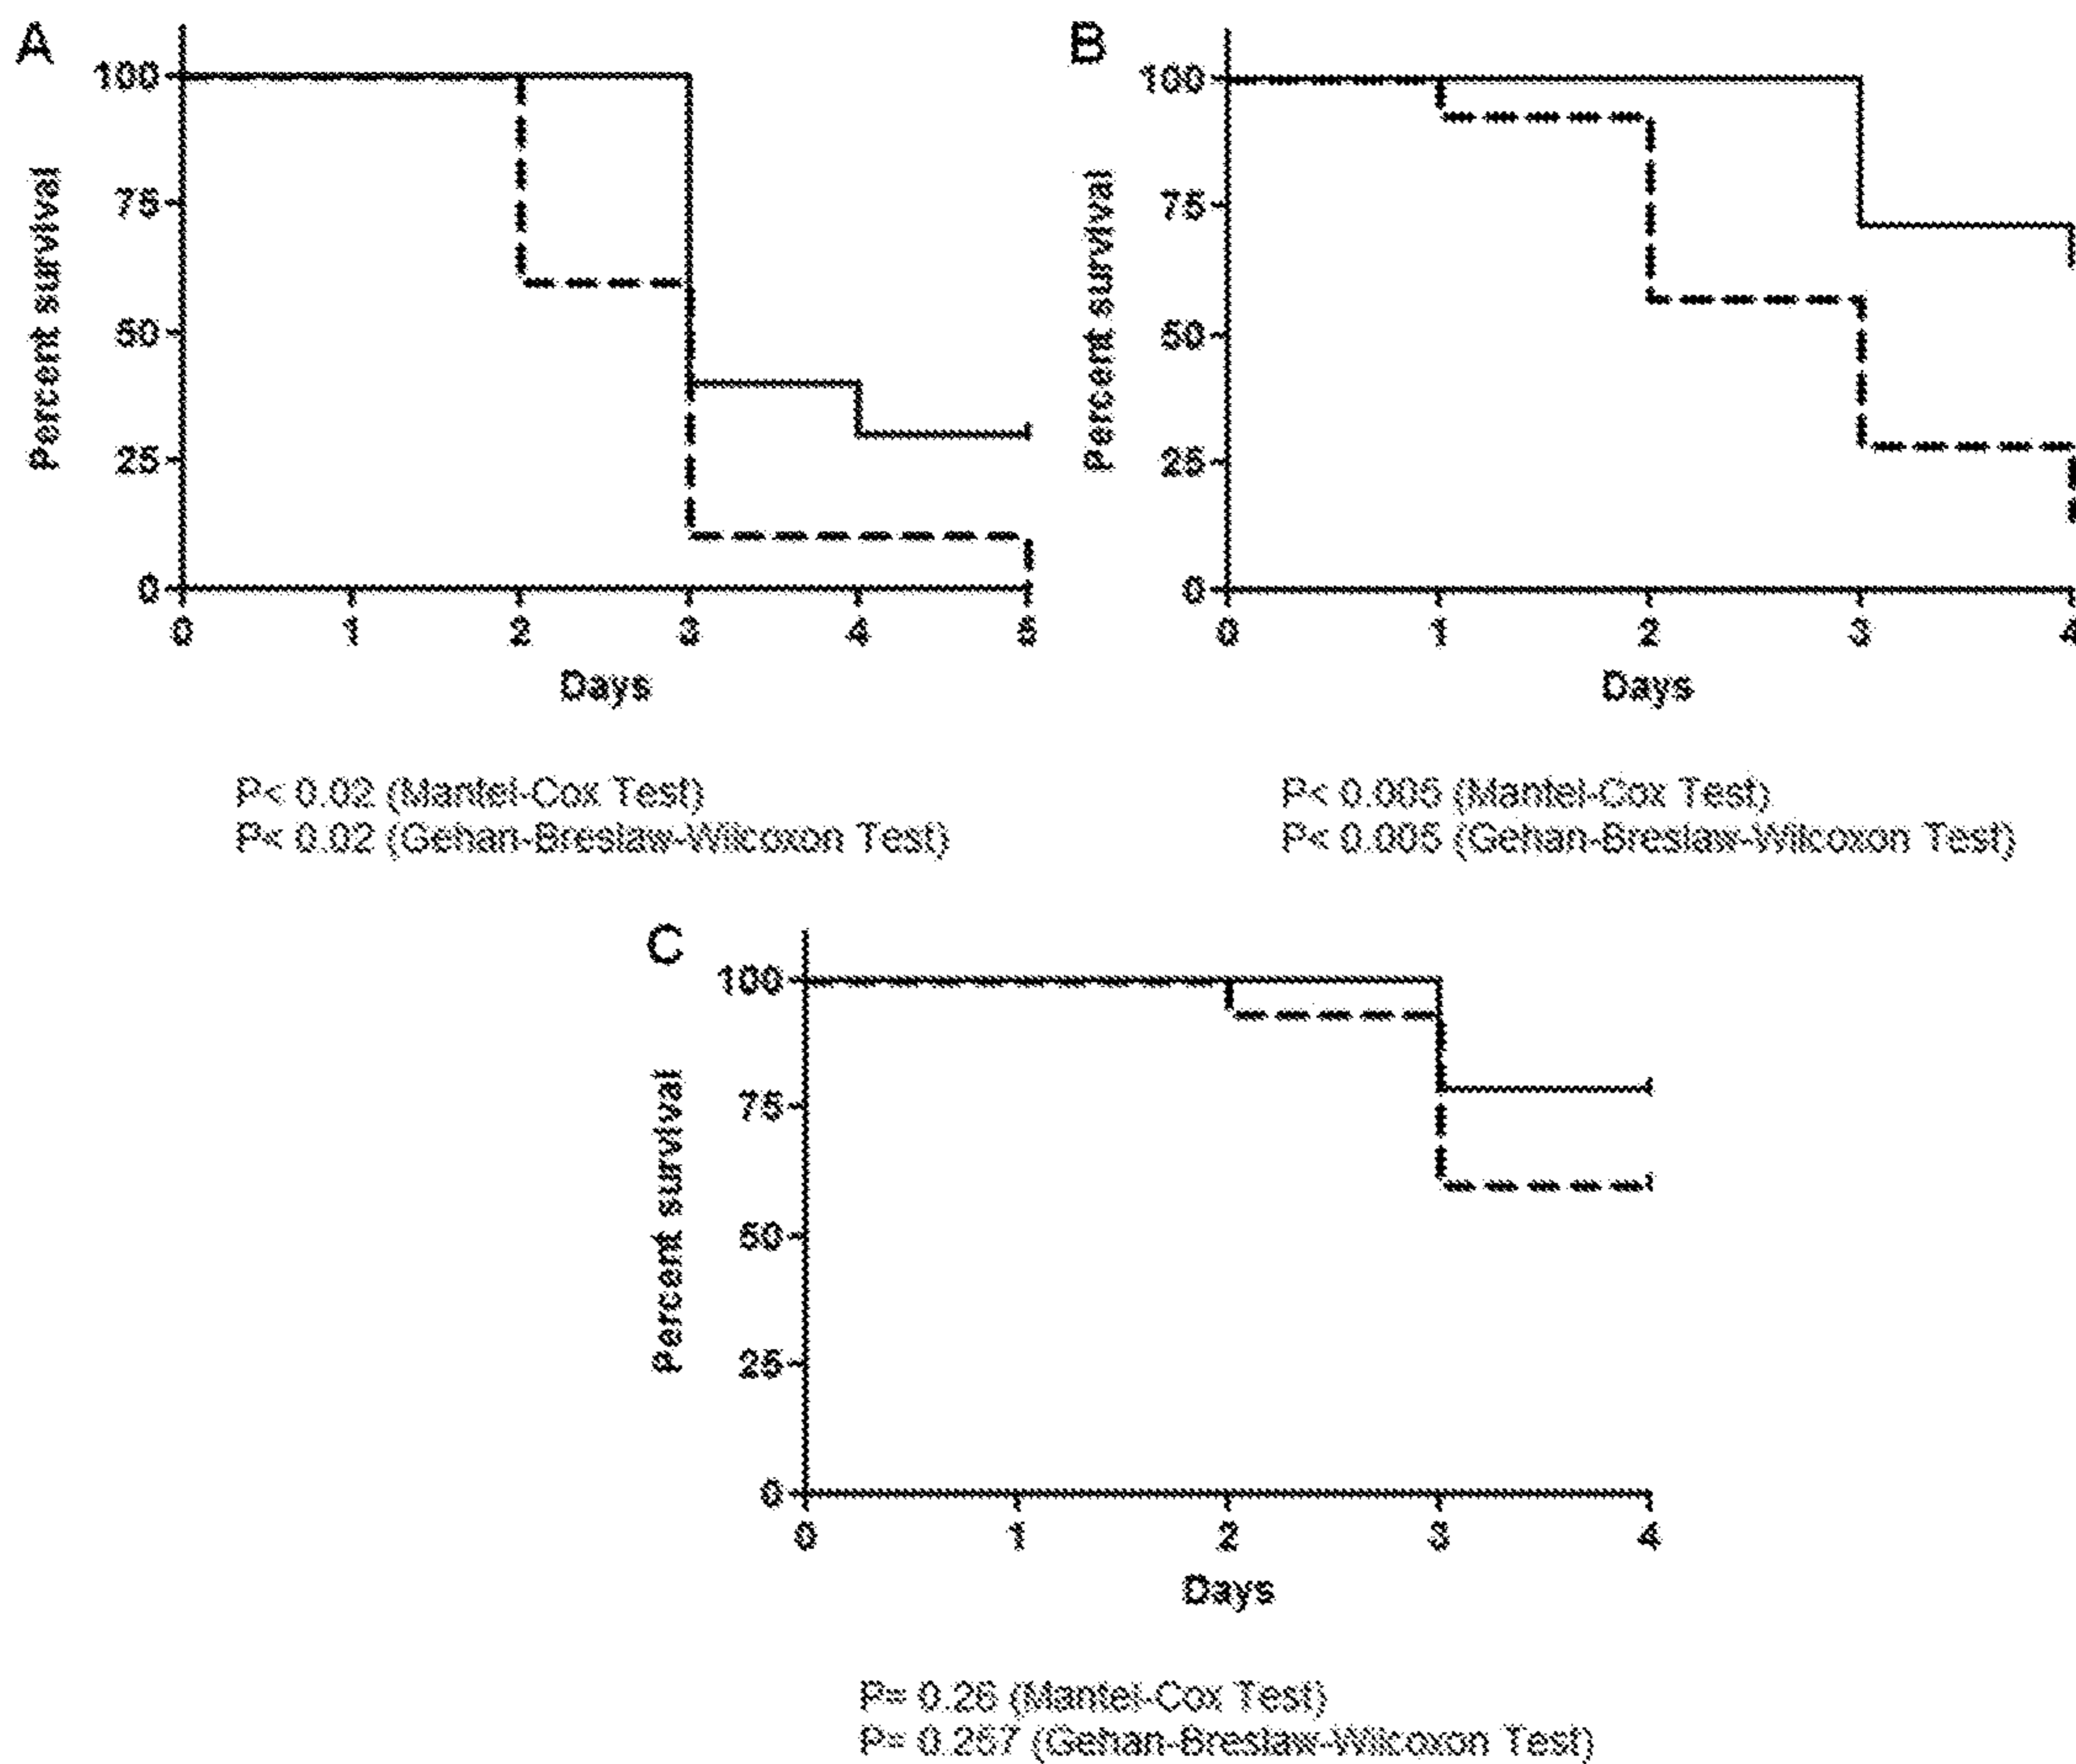 A
Percent survival
100
75
50
25
0
0 1 2 3 4 5
Days
P< 0.02 (Mantel-Cox Test)
P< 0.02 (Gehan-Breslaw-Wilcoxon Test)
B
Percent survival
100
75
50
25
0
0 1 2 3 4
Days
P< 0.005 (Mantel-Cox Test)
P< 0.005 (Gehan-Breslaw-Wilcoxon Test)
C
Percent survival
100
75
50
25
0
0 1 2 3 4
Days
P= 0.26 (Mantel-Cox Test)
P= 0.257 (Gehan-Breslaw-Wilcoxon Test)